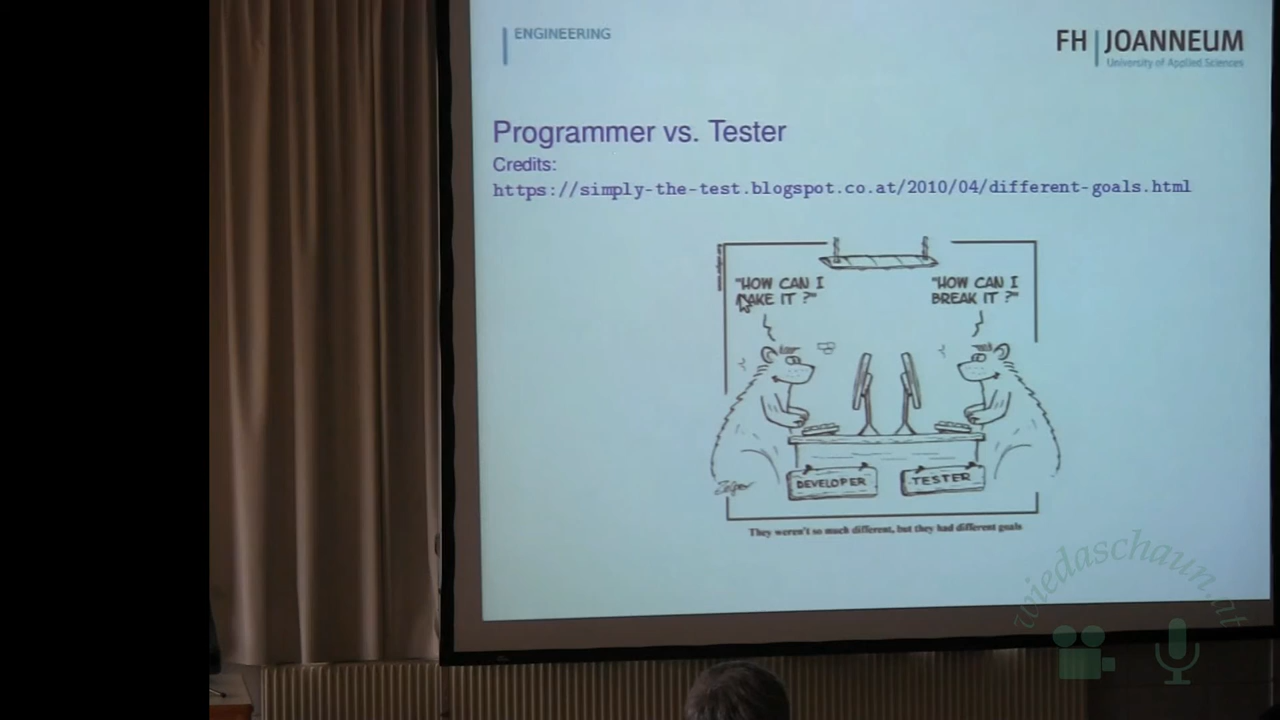 ENGINEERING
FH JOANNEUM
University of Applied Sciences
Programmer vs. Tester
Credits:
https://simply-the-test.blogspot.co.at/2010/04/different-goals.html
"HOW CAN I
MAKE IT ?"
"HOW CAN I
BREAK IT ?"
DEVELOPER
TESTER
They weren't so much different, but they had different goals
wiedaschaun.at